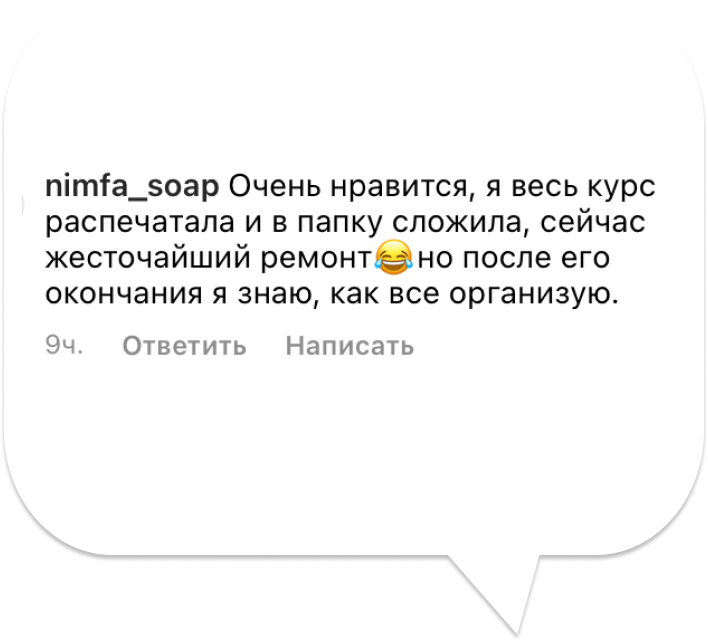 nimfa_soap Очень нравится, я весь курс
распечатала и в папку сложила, сейчас
жесточайший ремонт😂но после его
окончания я знаю, как все организую.
9ч. Ответить Написать